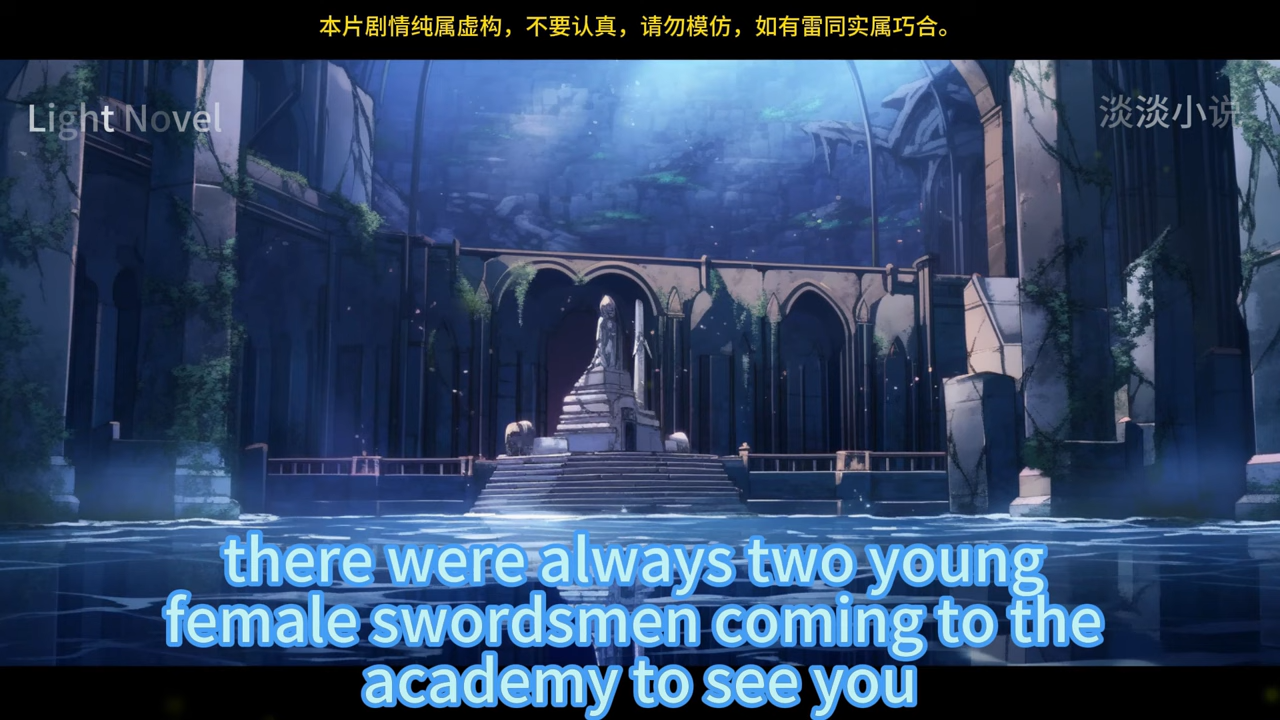 本片剧情纯属虚构，不要认真，请勿模仿，如有雷同实属巧合。
Light Novel
淡淡小说
there were always two young
female swordsmen coming to the
academy to see you